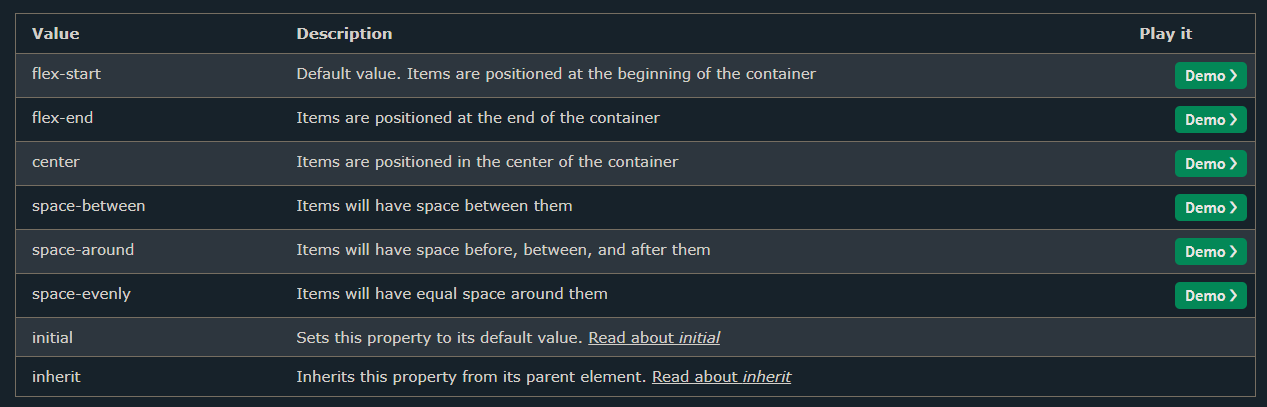 Value Description Play it
flex-start Default value. Items are positioned at the beginning of the container Demo ❯
flex-end Items are positioned at the end of the container Demo ❯
center Items are positioned in the center of the container Demo ❯
space-between Items will have space between them Demo ❯
space-around Items will have space before, between, and after them Demo ❯
space-evenly Items will have equal space around them Demo ❯
initial Sets this property to its default value. Read about initial
inherit Inherits this property from its parent element. Read about inherit